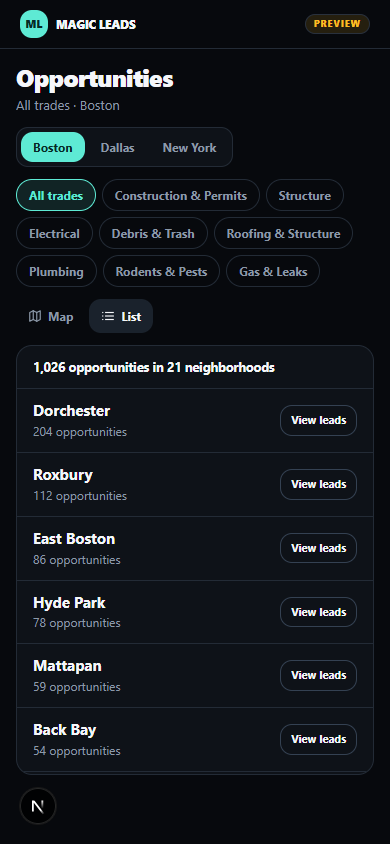 ML MAGIC LEADS PREVIEW
Opportunities
All trades · Boston
Boston Dallas New York
All trades Construction & Permits Structure
Electrical Debris & Trash Roofing & Structure
Plumbing Rodents & Pests Gas & Leaks
Map List
1,026 opportunities in 21 neighborhoods
Dorchester
204 opportunities
View leads
Roxbury
112 opportunities
View leads
East Boston
86 opportunities
View leads
Hyde Park
78 opportunities
View leads
Mattapan
59 opportunities
View leads
Back Bay
54 opportunities
View leads
N